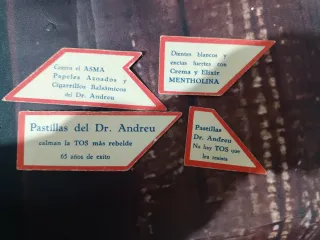 Contra el ASMA
Papeles Azoados y
Cigarrillos Balsámicos
del Dr. Andreu
Dientes blancos y
encías fuertes con
Crema y Elixir
MENTHOLINA
Pastillas del Dr. Andreu
calman la TOS más rebelde
65 años de éxito
Pastillas
Dr. Andreu
No hay TOS que
les resista